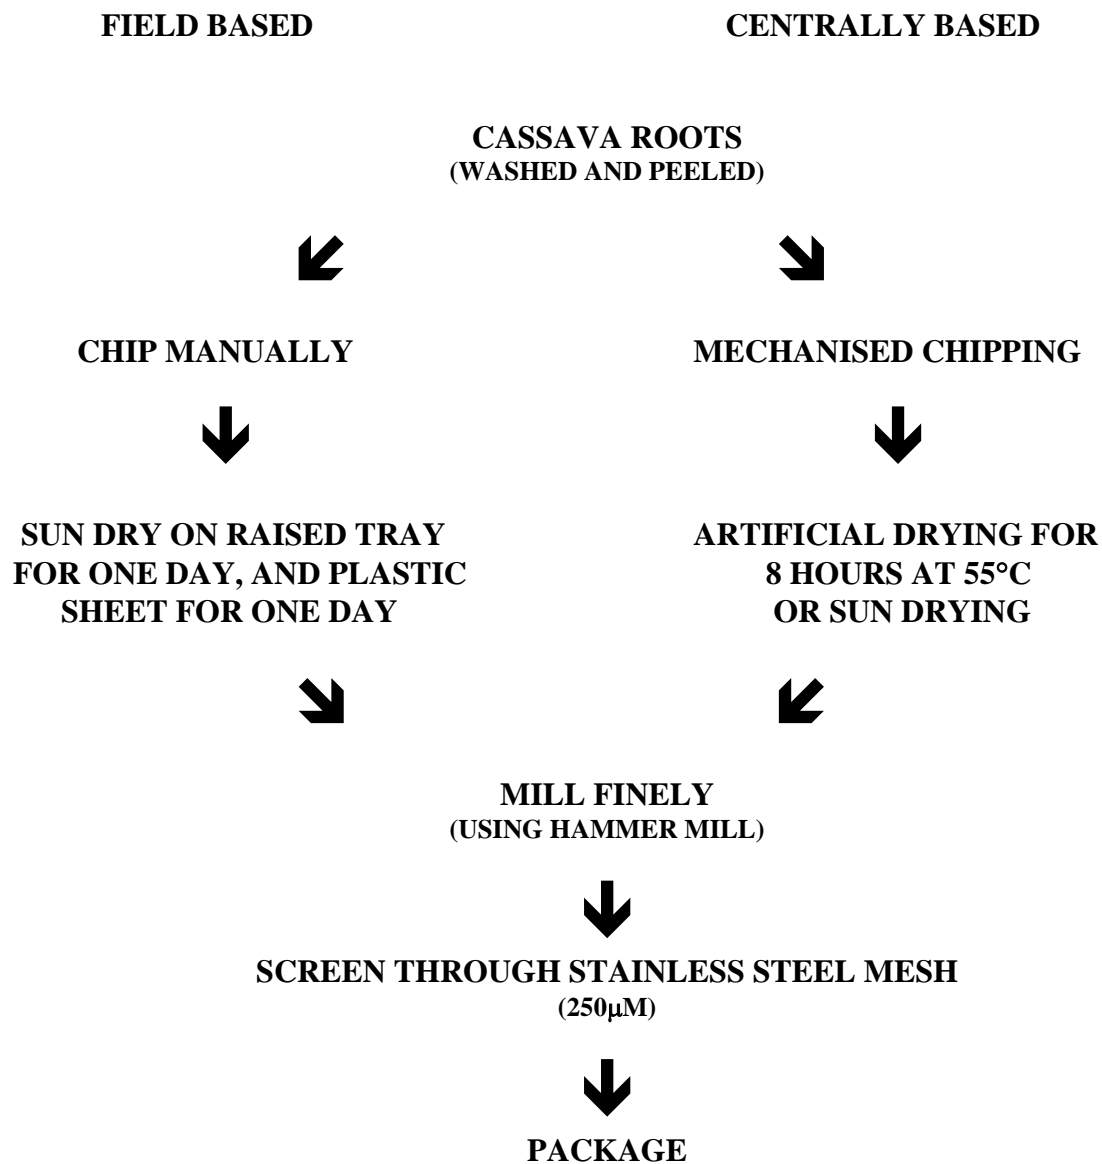 FIELD BASED
CENTRALLY BASED
CASSAVA ROOTS
(WASHED AND PEELED)
CHIP MANUALLY
MECHANISED CHIPPING
SUN DRY ON RAISED TRAY
FOR ONE DAY, AND PLASTIC
SHEET FOR ONE DAY
ARTIFICIAL DRYING FOR
8 HOURS AT 55°C
OR SUN DRYING
MILL FINELY
(USING HAMMER MILL)
SCREEN THROUGH STAINLESS STEEL MESH
(250μM)
PACKAGE